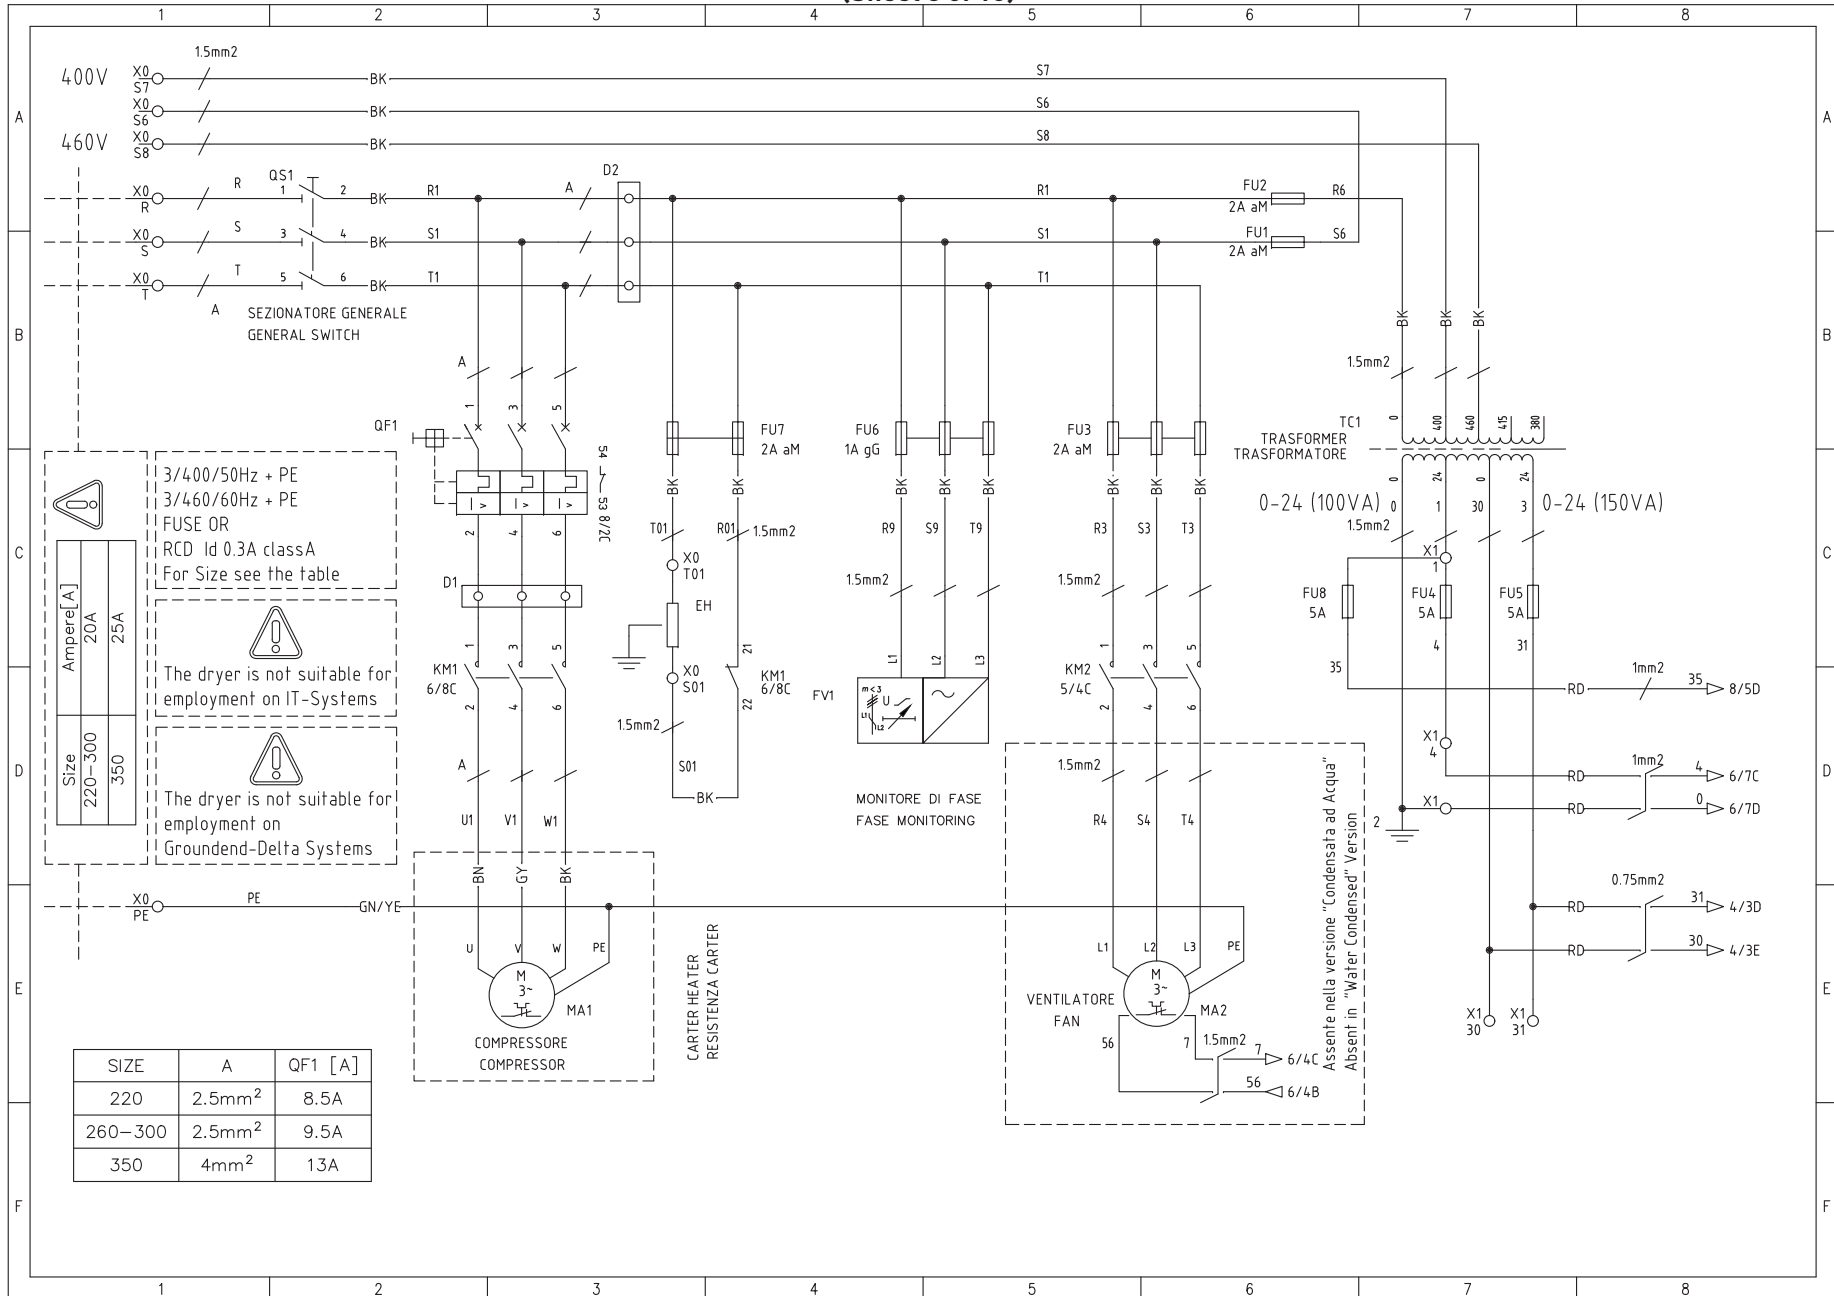 1 2 3 4 5 6 7 8
A A
B B
C C
D D
E E
F F
400V
X0
S7
1.5mm2
BK
S7
X0
S6
S6
460V
X0
S8
BK
S8
X0
R
R
QS1
1
2
BK
R1
A
D2
R1
FU2
2A aM
R6
X0
S
S
3
4
BK
S1
S1
FU1
2A aM
S6
X0
T
T
A
5
6
BK
T1
T1
SEZIONATORE GENERALE
GENERAL SWITCH
BK
BK
BK
1.5mm2
A
QF1
1
3
5
I >
I >
I >
54
53 8/2C
2
4
6
D1
1
3
5
KM1
6/8C
2
4
6
A
U1
V1
W1
BN
GY
BK
U
V
W
PE
M
3~
MA1
COMPRESSORE
COMPRESSOR
FU7
2A aM
BK
BK
T01
R01
1.5mm2
X0
T01
EH
X0
S01
21
KM1
6/8C
22
1.5mm2
S01
BK
CARTER HEATER
RESISTENZA CARTER
FU6
1A gG
BK
BK
BK
R9
S9
T9
1.5mm2
L1
L2
L3
FV1
m<3
U
L1
L2
MONITORE DI FASE
FASE MONITORING
FU3
2A aM
BK
BK
BK
R3
S3
T3
1.5mm2
1
3
5
KM2
5/4C
2
4
6
1.5mm2
R4
S4
T4
L1
L2
L3
PE
M
3~
MA2
VENTILATORE
FAN
56
7
1.5mm2
7
6/4C
56
6/4B
Assente nella versione "Condensata ad Acqua"
Absent in "Water Condensed" Version
TC1
TRASFORMER
TRASFORMATORE
0
400
460
415
380
0
24
0
24
0-24 (100VA)
0
1
30
3
0-24 (150VA)
1.5mm2
X1
1
FU8
5A
FU4
5A
FU5
5A
4
31
35
RD
1mm2
35
8/5D
X1
4
RD
1mm2
4
6/7C
X1
2
RD
0
6/7D
0.75mm2
RD
31
4/3D
RD
30
4/3E
X1
30
X1
31
3/400/50Hz + PE
3/460/60Hz + PE
FUSE OR
RCD Id 0.3A classA
For Size see the table
The dryer is not suitable for
employment on IT-Systems
The dryer is not suitable for
employment on
Groundend-Delta Systems
Size Ampere[A]
220-300 20A
350 25A
X0
PE
PE
GN/YE
SIZE A QF1 [A]
220 2.5mm² 8.5A
260-300 2.5mm² 9.5A
350 4mm² 13A
1 2 3 4 5 6 7 8